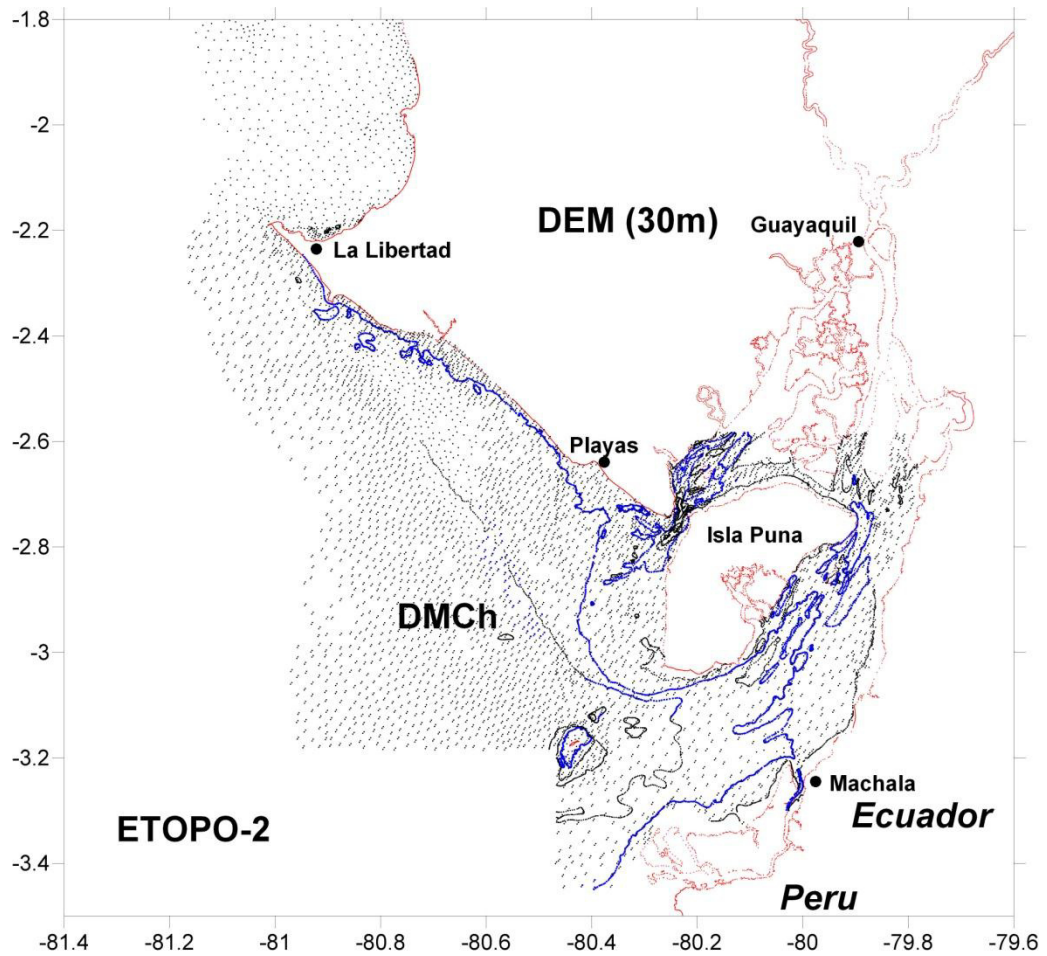 -1.8
-2
-2.2
DEM (30m)
Guayaquil
La Libertad
-2.4
-2.6
Playas
Isla Puna
-2.8
DMCh
-3
-3.2
Machala
Ecuador
ETOPO-2
-3.4
Peru
-81.4 -81.2 -81 -80.8 -80.6 -80.4 -80.2 -80 -79.8 -79.6